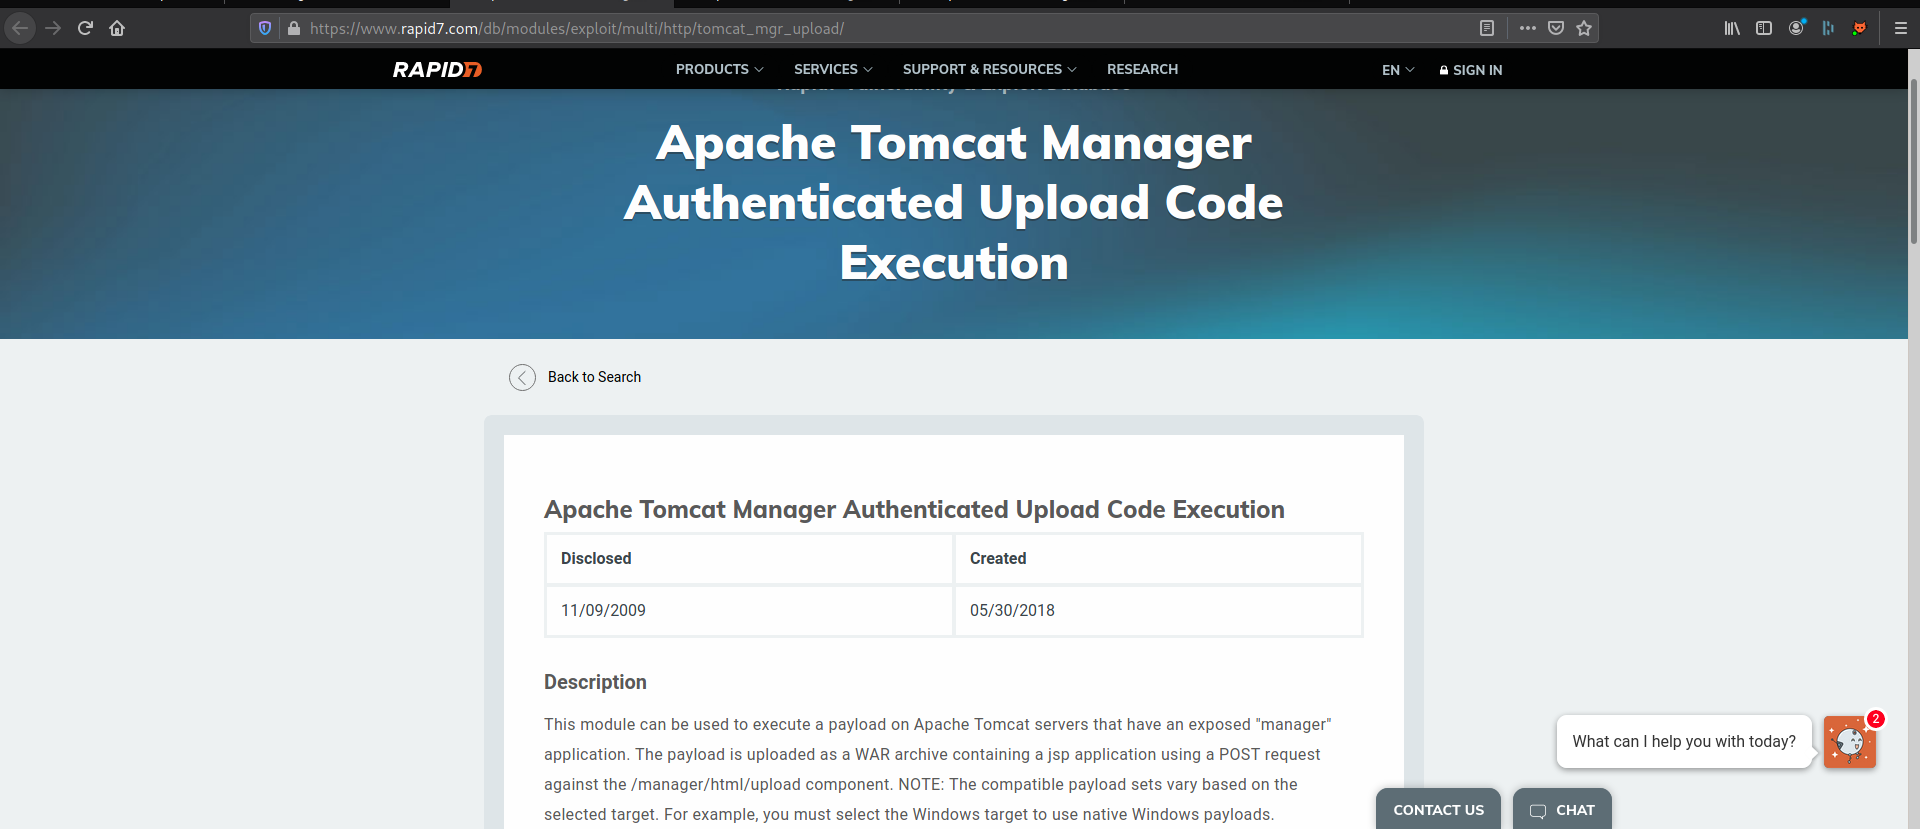 https://www.rapid7.com/db/modules/exploit/multi/http/tomcat_mgr_upload/
RAPID7
PRODUCTS
SERVICES
SUPPORT & RESOURCES
RESEARCH
EN
SIGN IN
Apache Tomcat Manager
Authenticated Upload Code
Execution
Back to Search
Apache Tomcat Manager Authenticated Upload Code Execution
Disclosed
Created
11/09/2009
05/30/2018
Description
This module can be used to execute a payload on Apache Tomcat servers that have an exposed "manager"
application. The payload is uploaded as a WAR archive containing a jsp application using a POST request
against the /manager/html/upload component. NOTE: The compatible payload sets vary based on the
selected target. For example, you must select the Windows target to use native Windows payloads.
2
What can I help you with today?
CONTACT US
CHAT